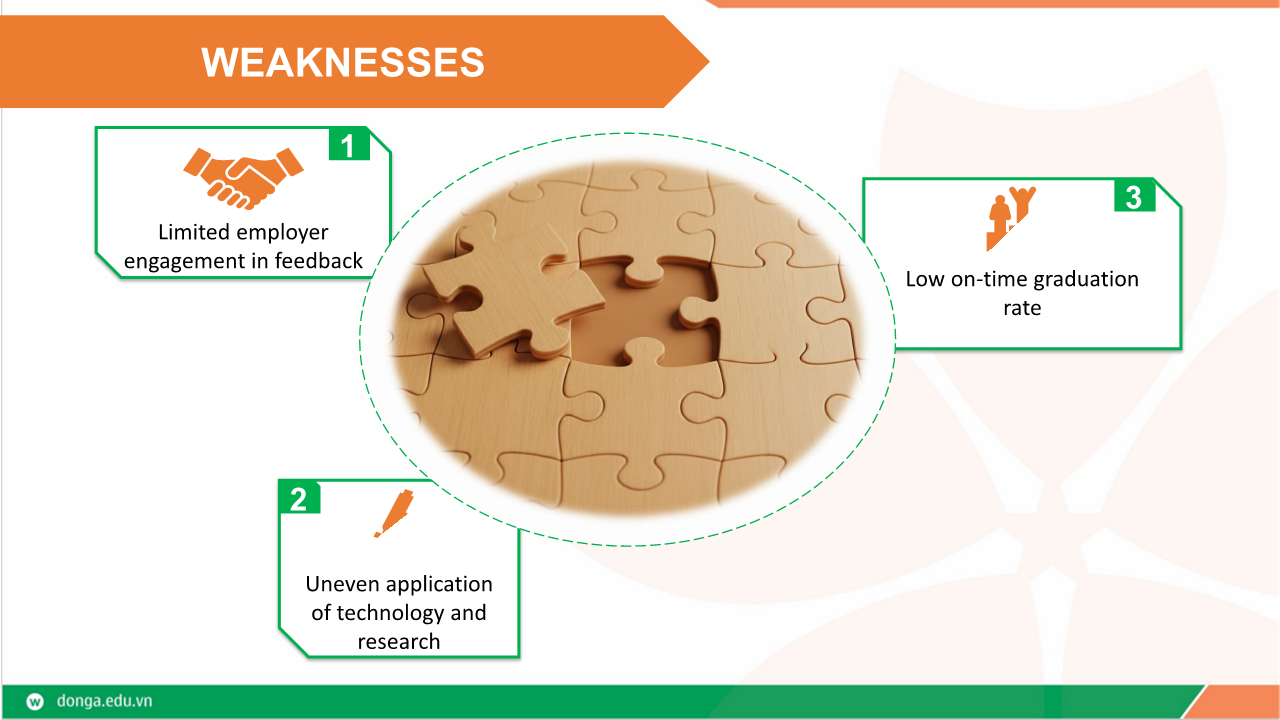 WEAKNESSES
1
Limited employer
engagement in feedback
2
Uneven application
of technology and
research
3
Low on-time graduation
rate
w donga.edu.vn